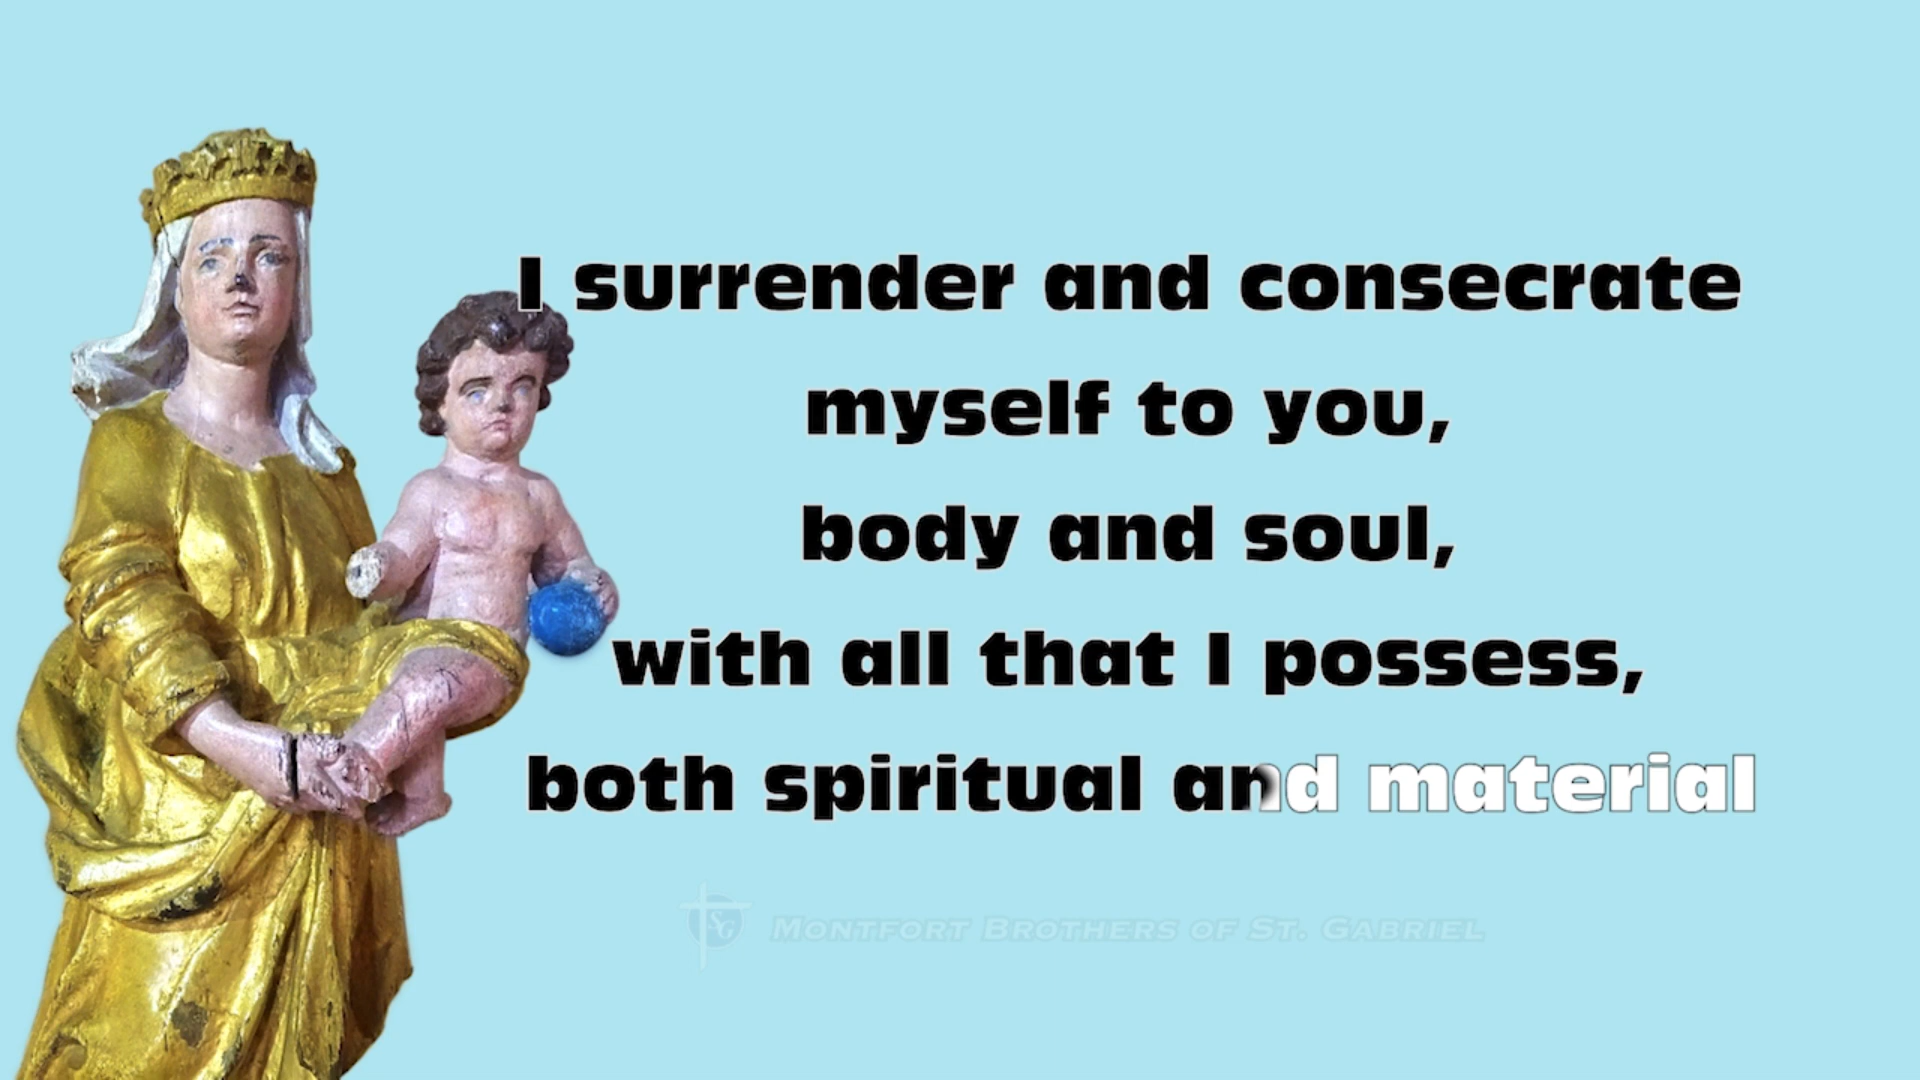 I surrender and consecrate
myself to you,
body and soul,
with all that I possess,
both spiritual and material
SG MONTFORT BROTHERS OF ST. GABRIEL